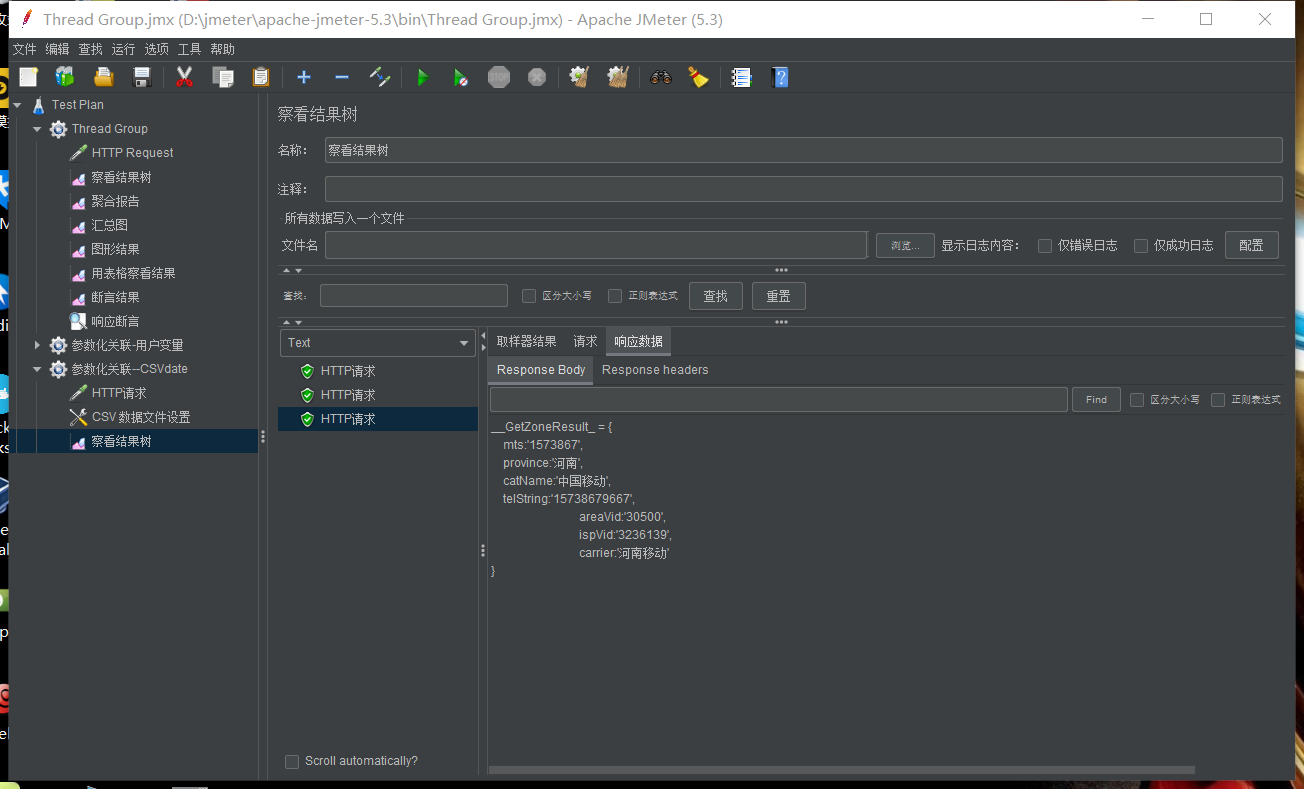 Thread Group.jmx (D:\jmeter\apache-jmeter-5.3\bin\Thread Group.jmx) - Apache JMeter (5.3)
文件 编辑 查找 运行 选项 工具 帮助
STOP
Test Plan
Thread Group
HTTP Request
察看结果树
聚合报告
汇总图
图形结果
用表格察看结果
断言结果
响应断言
参数化关联-用户变量
参数化关联--CSVdate
HTTP请求
CSV 数据文件设置
察看结果树
察看结果树
名称： 察看结果树
注释：
所有数据写入一个文件
文件名 浏览... 显示日志内容： 仅错误日志 仅成功日志 配置
查找： 区分大小写 正则表达式 查找 重置
Text
HTTP请求
HTTP请求
HTTP请求
Scroll automatically?
取样器结果 请求 响应数据
Response Body Response headers
Find 区分大小写 正则表达式
__GetZoneResult_ = {
mts:'1573867',
province:'河南',
catName:'中国移动',
telString:'15738679667',
areaVid:'30500',
ispVid:'3236139',
carrier:'河南移动'
}